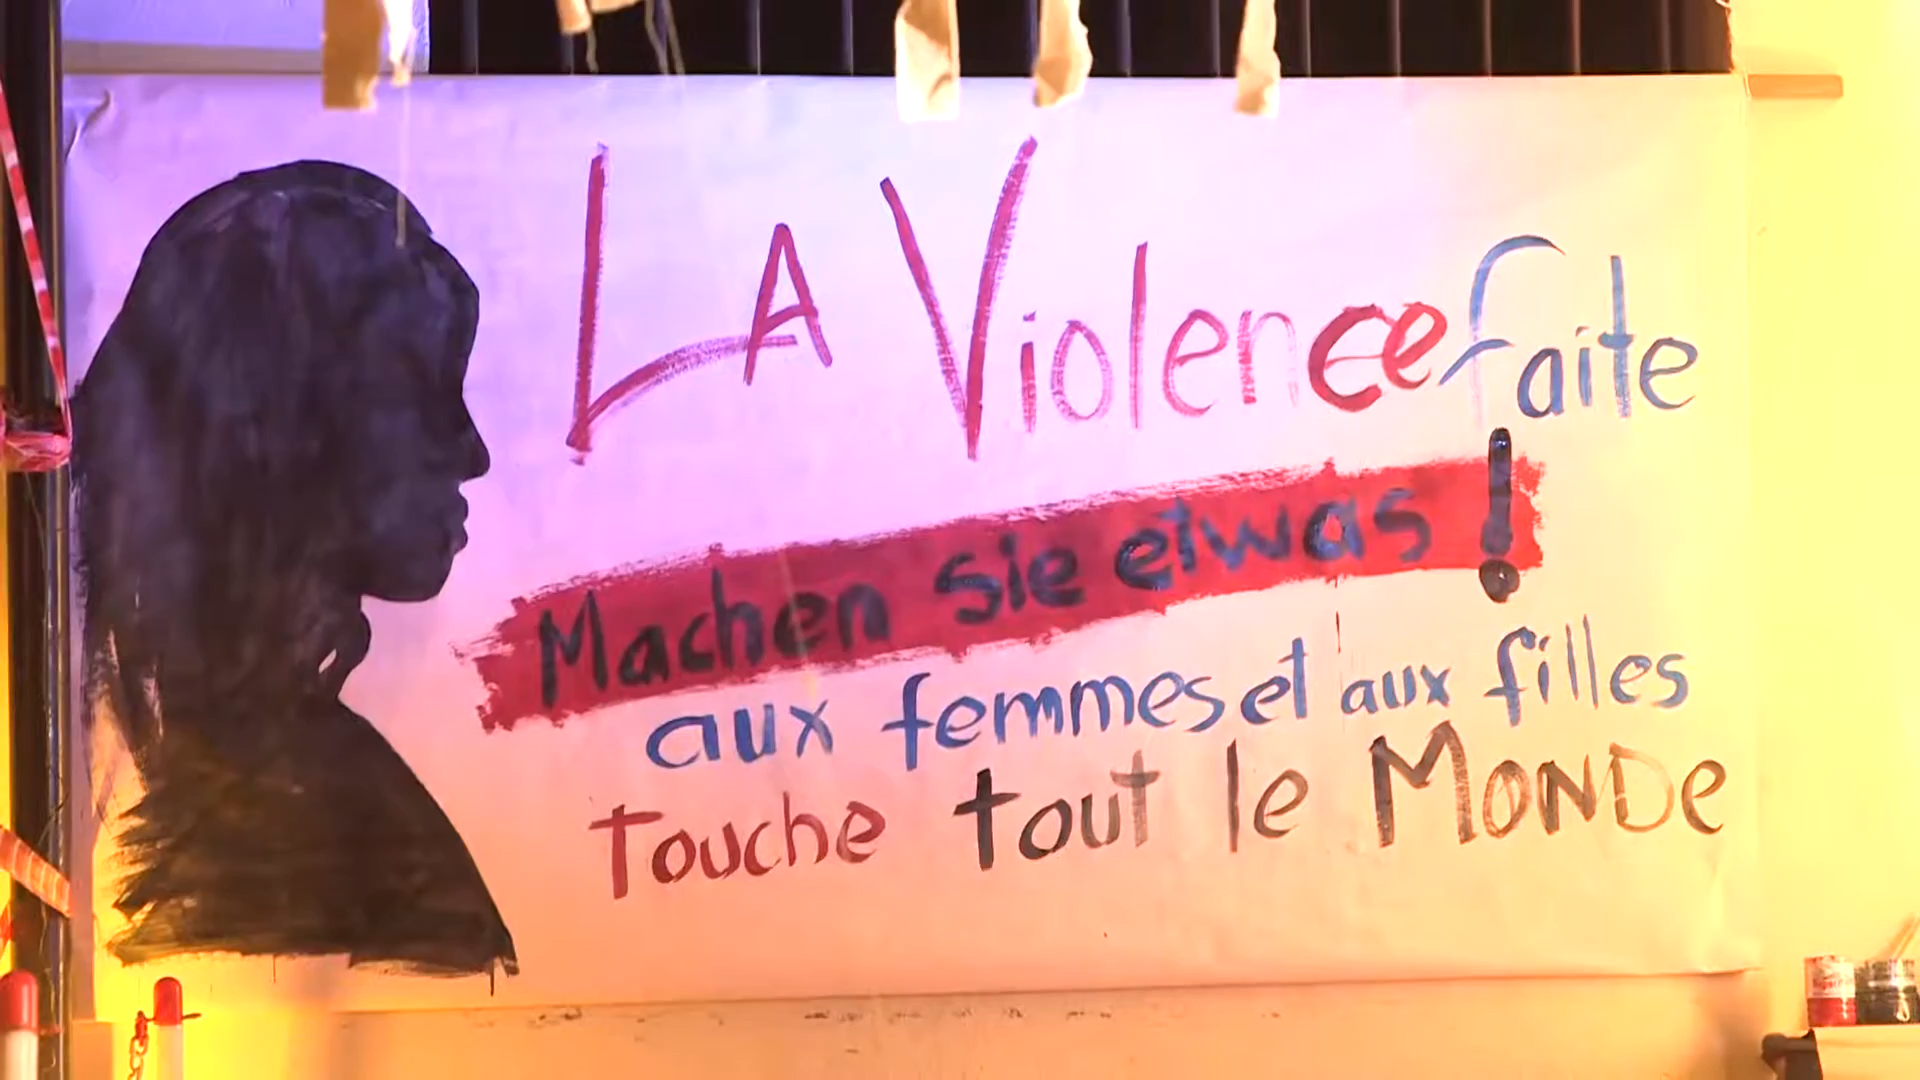 LA Violence faite
Machen sie etwas!
aux femmes et aux filles
touche tout le MONDe